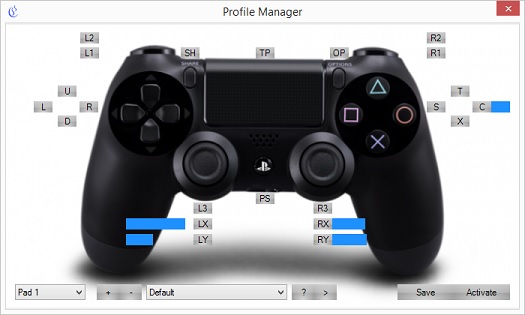 Profile Manager
L2
R2
L1
SH
TP
OP
R1
SHARE
OPTIONS
U
T
L
R
S
C
D
X
PS
L3
R3
LX
RX
LY
RY
Pad 1
+
-
Default
?
>
Save
Activate